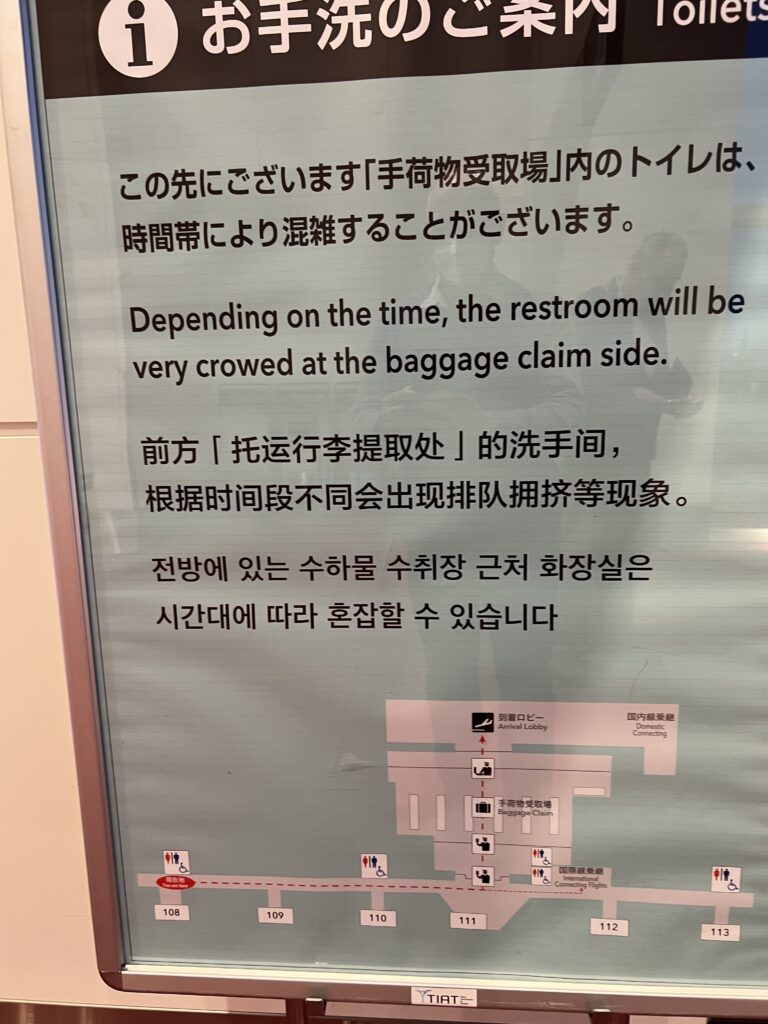 お手洗のご案内 Toilets
この先にございます「手荷物受取場」内のトイレは、
時間帯により混雑することがございます。
Depending on the time, the restroom will be
very crowed at the baggage claim side.
前方「托运行李提取处」的洗手间，
根据时间段不同会出现排队拥挤等现象。
전방에 있는 수하물 수취장 근처 화장실은
시간대에 따라 혼잡할 수 있습니다
到着ロビー
Arrival Lobby
国内線乗継
Domestic
Connecting
手荷物受取場
Baggage Claim
国際線乗継
International
Connecting Flights
現在地
You are here
108
109
110
111
112
113
TIAT